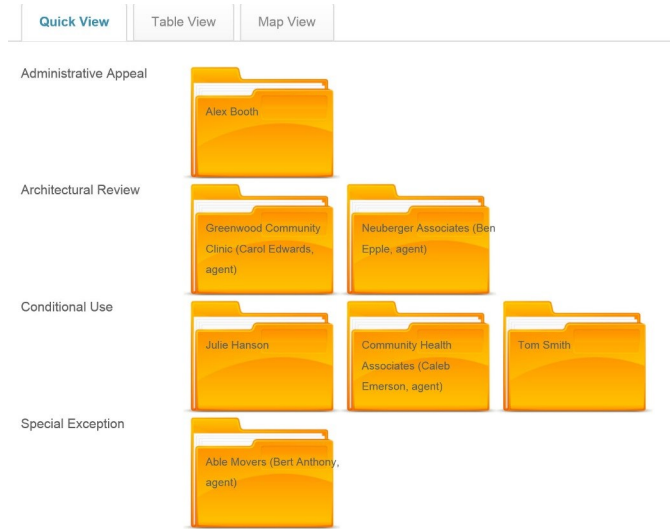 Quick View Table View Map View
Administrative Appeal
Alex Booth
Architectural Review
Greenwood Community
Clinic (Carol Edwards,
agent)
Neuberger Associates (Ben
Epple, agent)
Conditional Use
Julie Hanson
Community Health
Associates (Caleb
Emerson, agent)
Tom Smith
Special Exception
Able Movers (Bert Anthony,
agent)